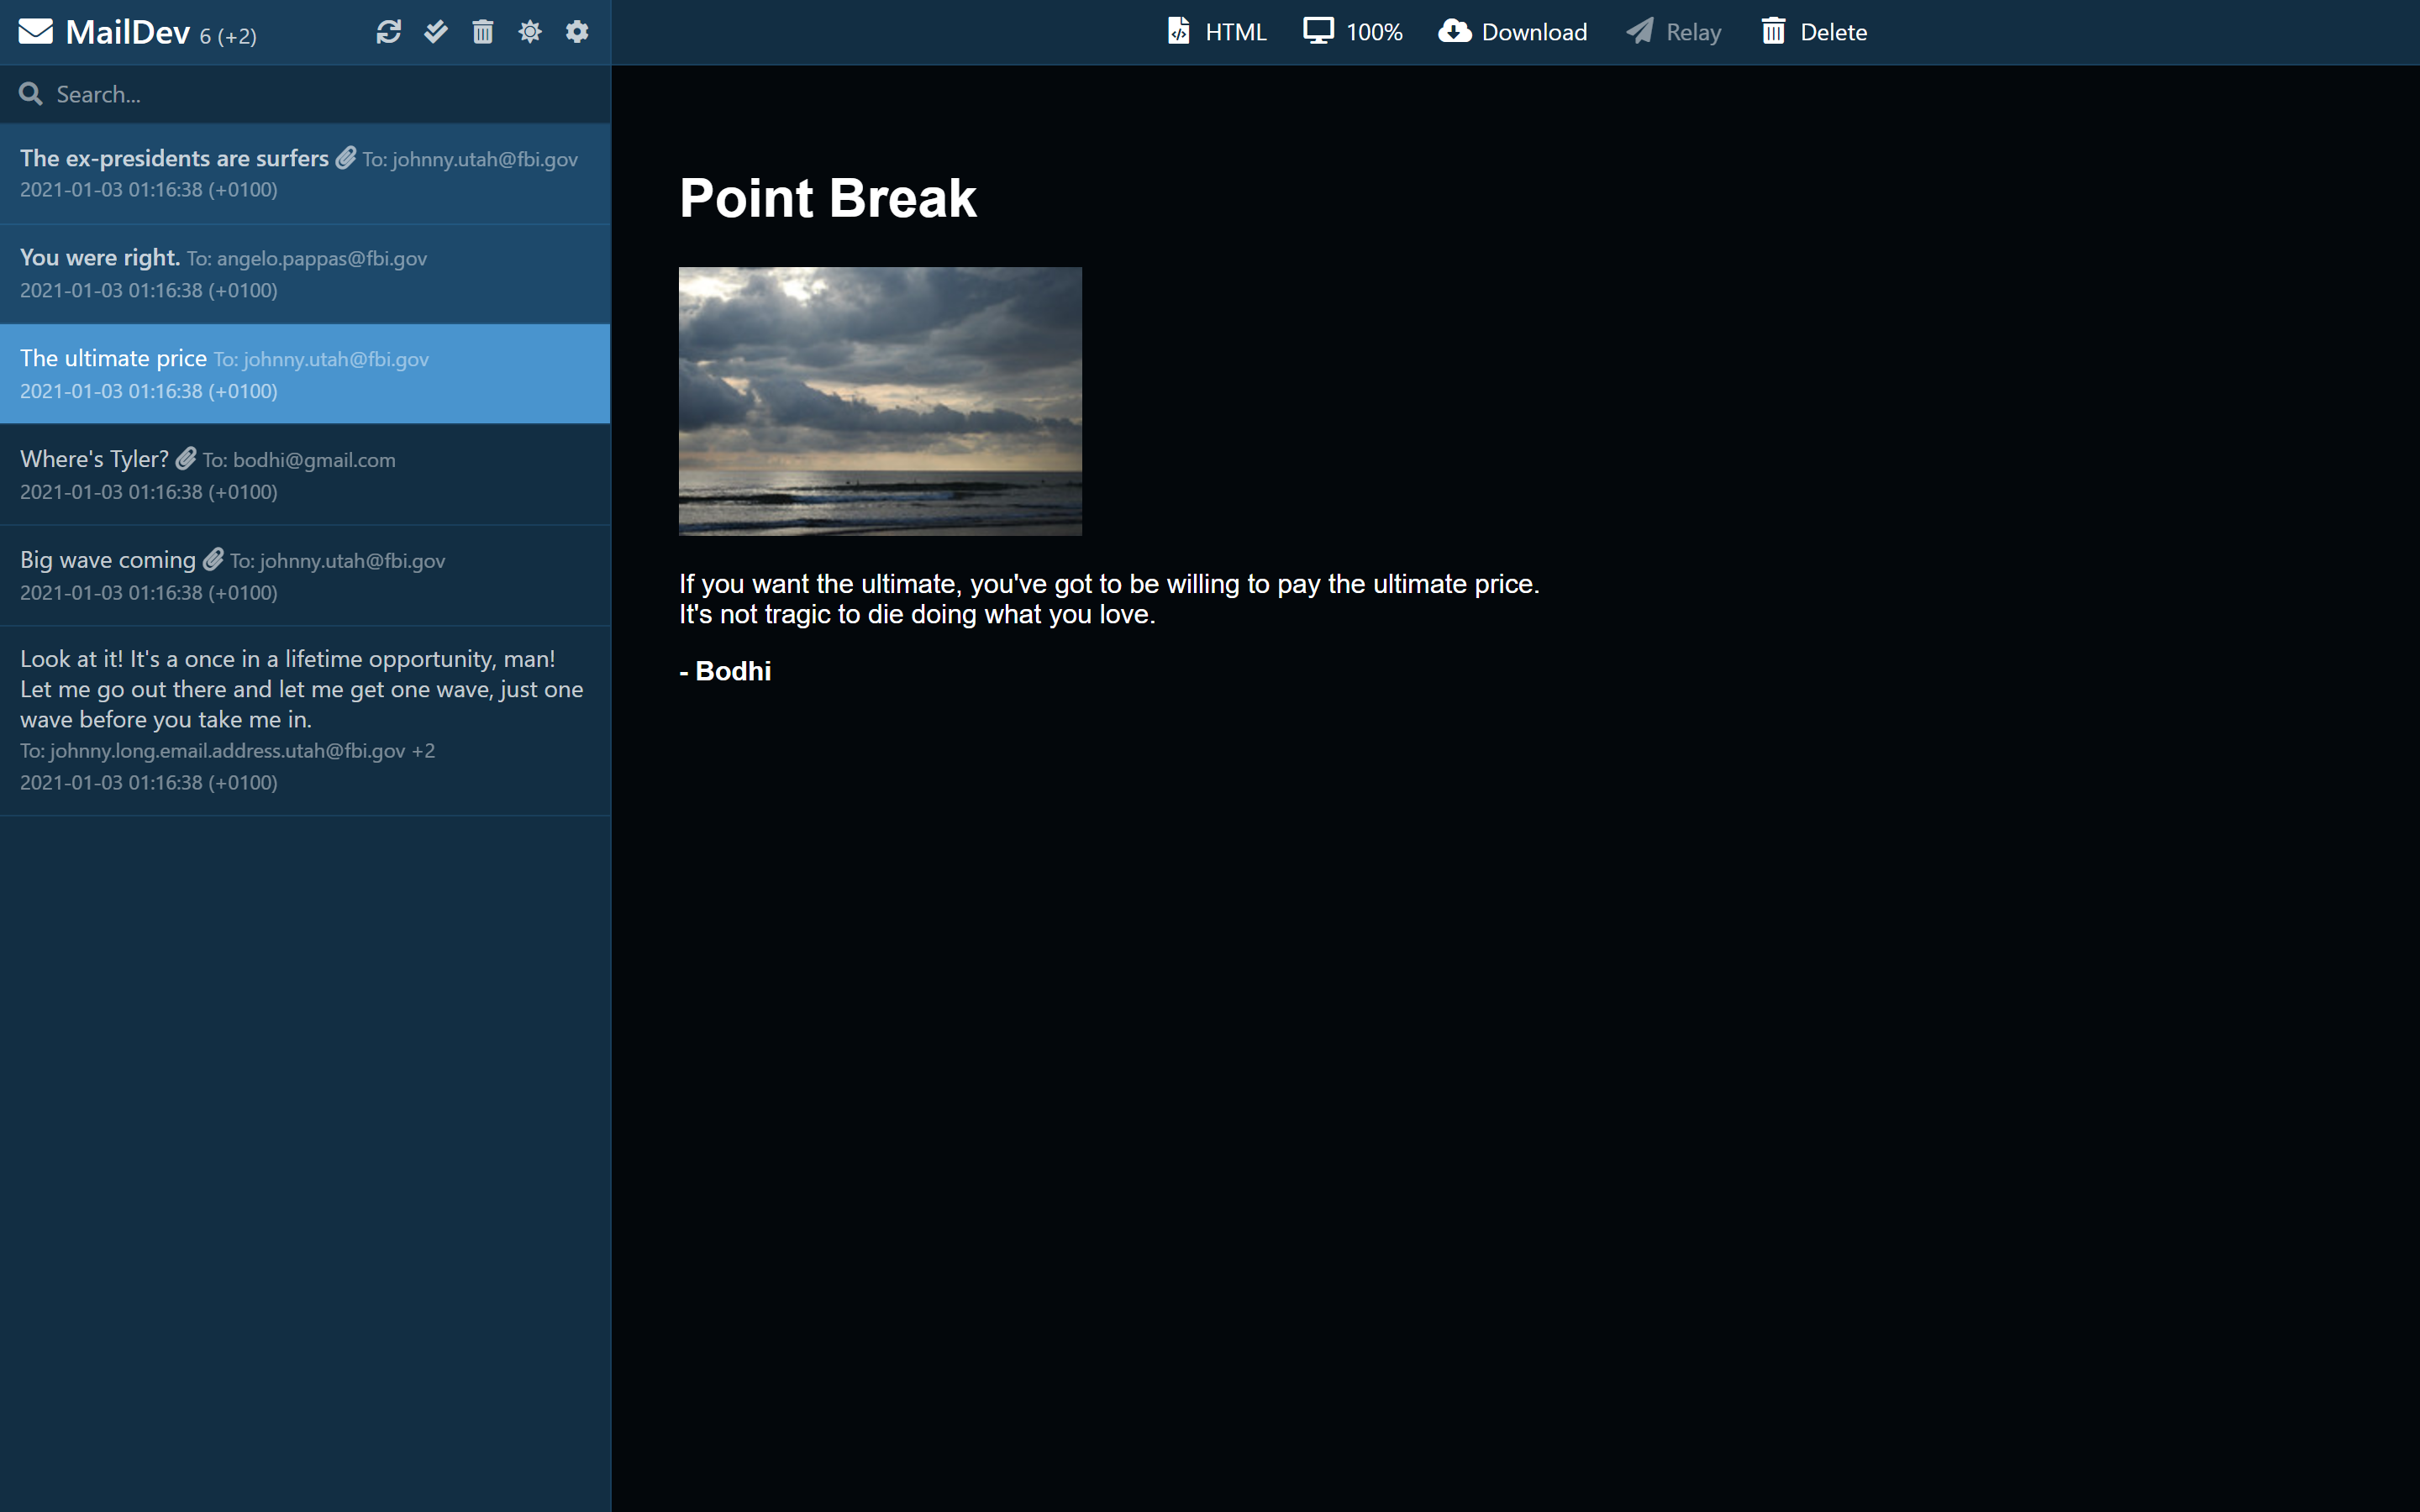 MailDev 6 (+2)
HTML 100% Download Relay Delete
Search...
The ex-presidents are surfers To: johnny.utah@fbi.gov
2021-01-03 01:16:38 (+0100)
You were right. To: angelo.pappas@fbi.gov
2021-01-03 01:16:38 (+0100)
The ultimate price To: johnny.utah@fbi.gov
2021-01-03 01:16:38 (+0100)
Where's Tyler? To: bodhi@gmail.com
2021-01-03 01:16:38 (+0100)
Big wave coming To: johnny.utah@fbi.gov
2021-01-03 01:16:38 (+0100)
Look at it! It's a once in a lifetime opportunity, man!
Let me go out there and let me get one wave, just one
wave before you take me in.
To: johnny.long.email.address.utah@fbi.gov +2
2021-01-03 01:16:38 (+0100)
Point Break
If you want the ultimate, you've got to be willing to pay the ultimate price.
It's not tragic to die doing what you love.
- Bodhi